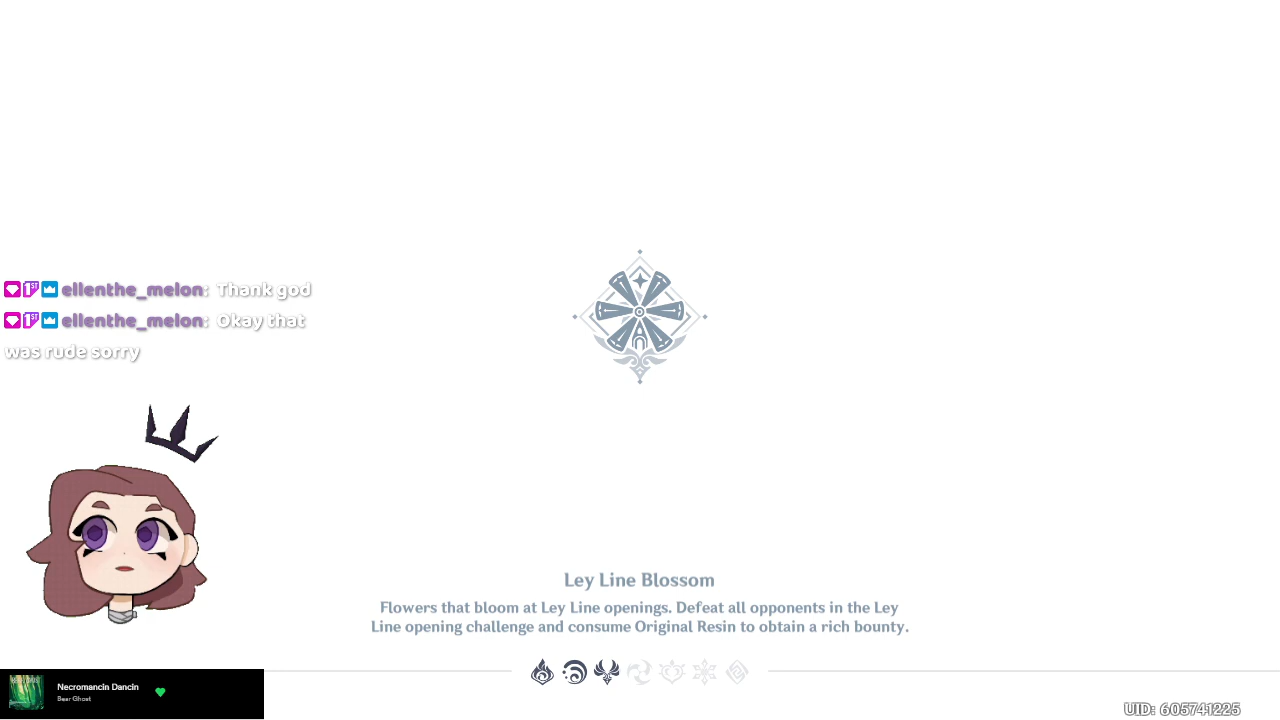 ellenthe_melon: Thank god
ellenthe_melon: Okay that
was rude sorry
Ley Line Blossom
Flowers that bloom at Ley Line openings. Defeat all opponents in the Ley
Line opening challenge and consume Original Resin to obtain a rich bounty.
Necromancin Dancin
Bear Ghost
UID: 605741225